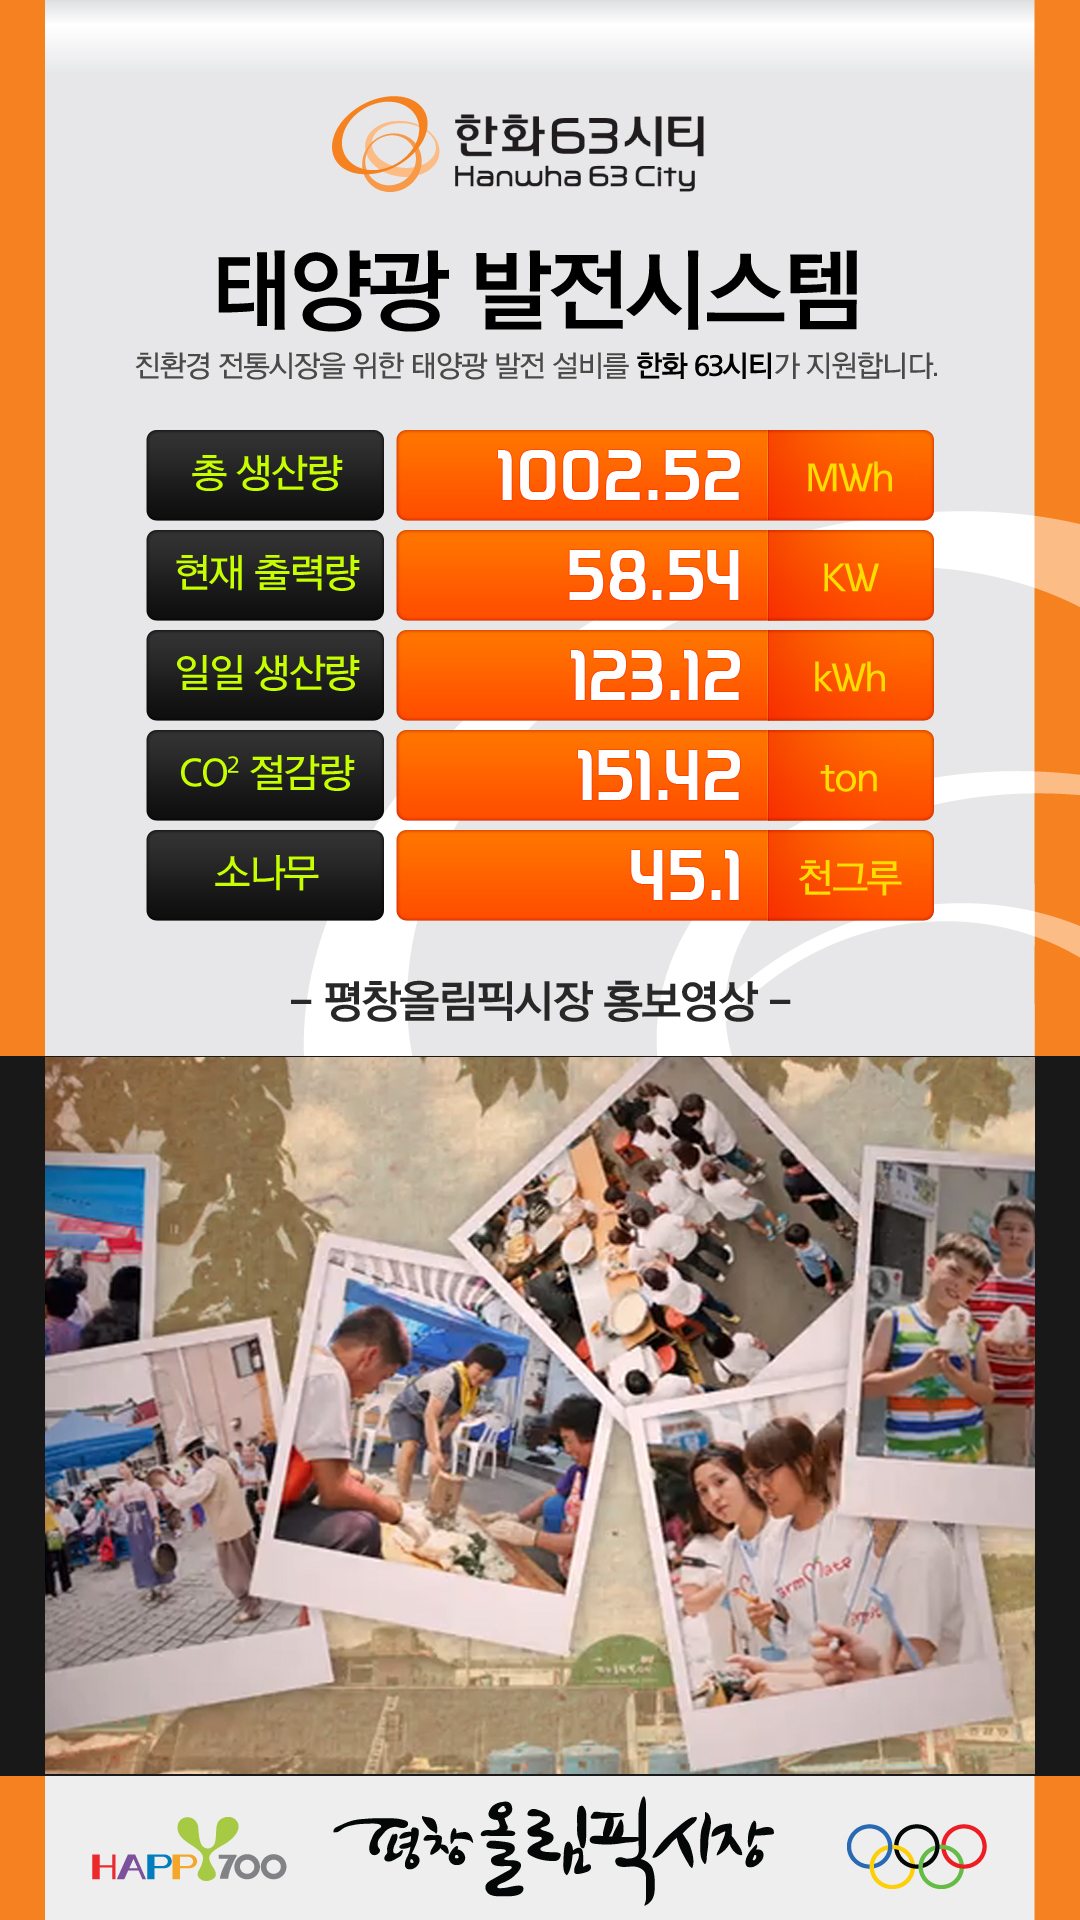 한화63시티
Hanwha 63 City
태양광 발전시스템
친환경 전통시장을 위한 태양광 발전 설비를 한화 63시티가 지원합니다.
총 생산량 1002.52 MWh
현재 출력량 58.54 KW
일일 생산량 123.12 kWh
CO² 절감량 151.42 ton
소나무 45.1 천그루
- 평창올림픽시장 홍보영상 -
HAPPY700
평창올림픽시장